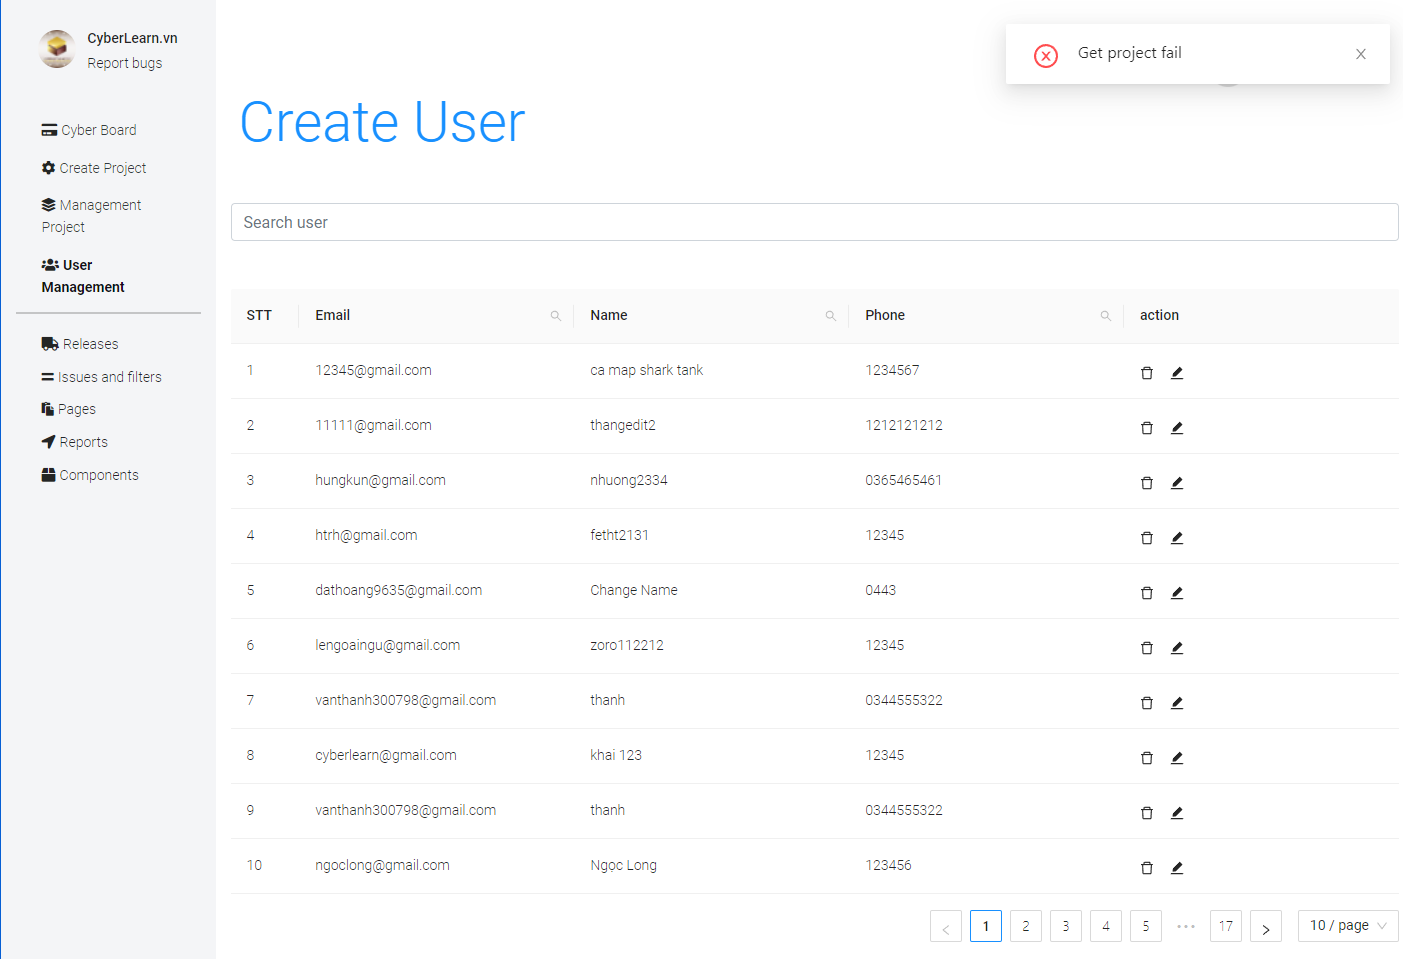 CyberLearn.vn
Report bugs
Get project fail
Cyber Board
Create Project
Management
Project
User
Management
Releases
Issues and filters
Pages
Reports
Components
Create User
Search user
STT Email Name Phone action
1 12345@gmail.com ca map shark tank 1234567
2 11111@gmail.com thangedit2 1212121212
3 hungkun@gmail.com nhuong2334 0365465461
4 htrh@gmail.com fetht2131 12345
5 dathoang9635@gmail.com Change Name 0443
6 lengoaingu@gmail.com zoro112212 12345
7 vanthanh300798@gmail.com thanh 0344555322
8 cyberlearn@gmail.com khai 123 12345
9 vanthanh300798@gmail.com thanh 0344555322
10 ngoclong@gmail.com Ngọc Long 123456
< 1 2 3 4 5 ••• 17 > 10 / page